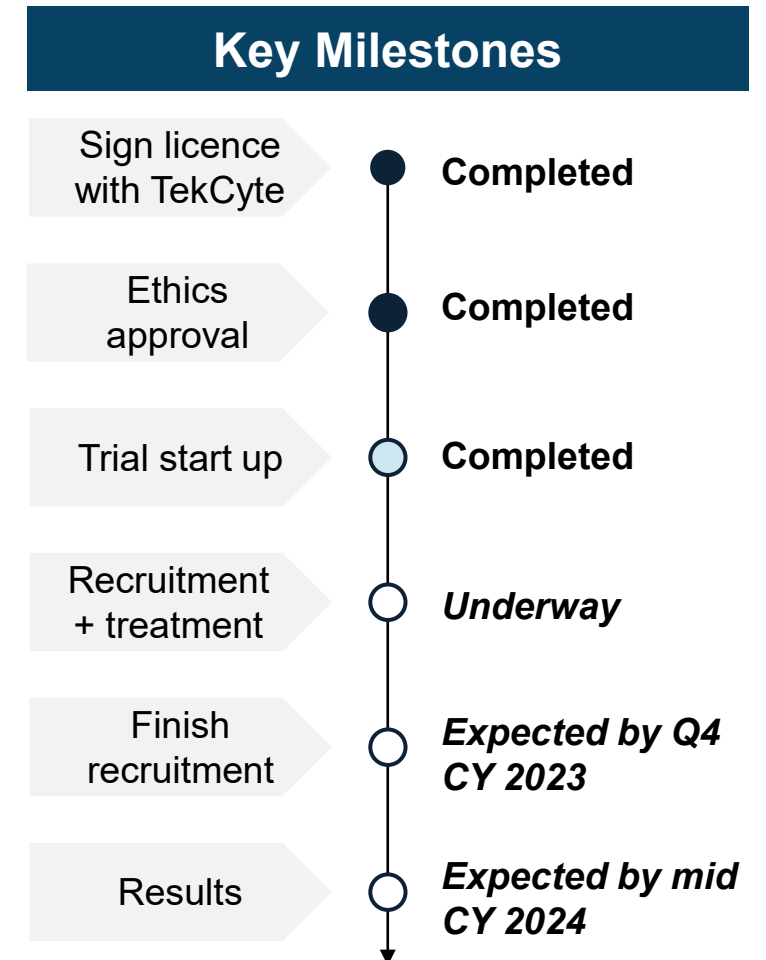 Key Milestones
Sign licence
with TekCyte
Completed
Ethics
approval
Completed
Trial start up
Completed
Recruitment
+ treatment
Underway
Finish
recruitment
Expected by Q4
CY 2023
Results
Expected by mid
CY 2024